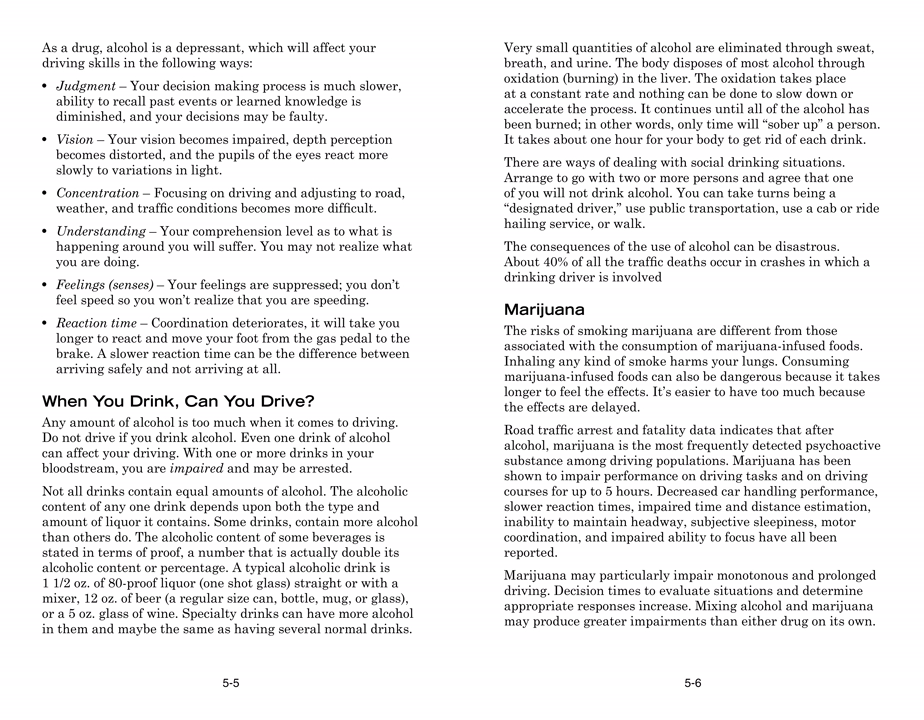 As a drug, alcohol is a depressant, which will affect your
driving skills in the following ways:
• Judgment – Your decision making process is much slower,
ability to recall past events or learned knowledge is
diminished, and your decisions may be faulty.
• Vision – Your vision becomes impaired, depth perception
becomes distorted, and the pupils of the eyes react more
slowly to variations in light.
• Concentration – Focusing on driving and adjusting to road,
weather, and traffic conditions becomes more difficult.
• Understanding – Your comprehension level as to what is
happening around you will suffer. You may not realize what
you are doing.
• Feelings (senses) – Your feelings are suppressed; you don't
feel speed so you won't realize that you are speeding.
• Reaction time – Coordination deteriorates, it will take you
longer to react and move your foot from the gas pedal to the
brake. A slower reaction time can be the difference between
arriving safely and not arriving at all.
When You Drink, Can You Drive?
Any amount of alcohol is too much when it comes to driving.
Do not drive if you drink alcohol. Even one drink of alcohol
can affect your driving. With one or more drinks in your
bloodstream, you are impaired and may be arrested.
Not all drinks contain equal amounts of alcohol. The alcoholic
content of any one drink depends upon both the type and
amount of liquor it contains. Some drinks, contain more alcohol
than others do. The alcoholic content of some beverages is
stated in terms of proof, a number that is actually double its
alcoholic content or percentage. A typical alcoholic drink is
1 1/2 oz. of 80-proof liquor (one shot glass) straight or with a
mixer, 12 oz. of beer (a regular size can, bottle, mug, or glass),
or a 5 oz. glass of wine. Specialty drinks can have more alcohol
in them and maybe the same as having several normal drinks.
5-5
Very small quantities of alcohol are eliminated through sweat,
breath, and urine. The body disposes of most alcohol through
oxidation (burning) in the liver. The oxidation takes place
at a constant rate and nothing can be done to slow down or
accelerate the process. It continues until all of the alcohol has
been burned; in other words, only time will "sober up" a person.
It takes about one hour for your body to get rid of each drink.
There are ways of dealing with social drinking situations.
Arrange to go with two or more persons and agree that one
of you will not drink alcohol. You can take turns being a
"designated driver," use public transportation, use a cab or ride
hailing service, or walk.
The consequences of the use of alcohol can be disastrous.
About 40% of all the traffic deaths occur in crashes in which a
drinking driver is involved
Marijuana
The risks of smoking marijuana are different from those
associated with the consumption of marijuana-infused foods.
Inhaling any kind of smoke harms your lungs. Consuming
marijuana-infused foods can also be dangerous because it takes
longer to feel the effects. It's easier to have too much because
the effects are delayed.
Road traffic arrest and fatality data indicates that after
alcohol, marijuana is the most frequently detected psychoactive
substance among driving populations. Marijuana has been
shown to impair performance on driving tasks and on driving
courses for up to 5 hours. Decreased car handling performance,
slower reaction times, impaired time and distance estimation,
inability to maintain headway, subjective sleepiness, motor
coordination, and impaired ability to focus have all been
reported.
Marijuana may particularly impair monotonous and prolonged
driving. Decision times to evaluate situations and determine
appropriate responses increase. Mixing alcohol and marijuana
may produce greater impairments than either drug on its own.
5-6